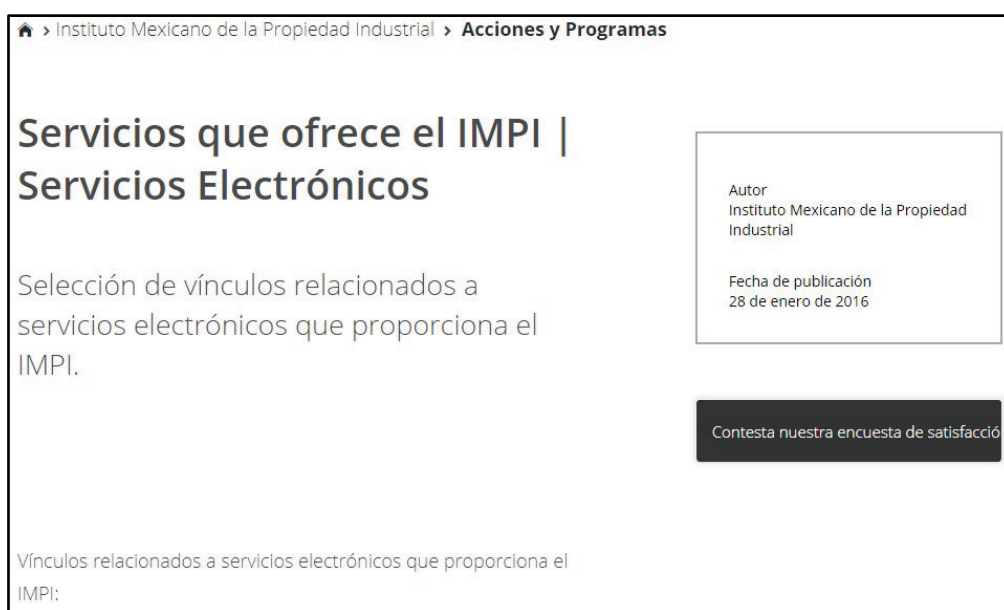 > Instituto Mexicano de la Propiedad Industrial > Acciones y Programas
Servicios que ofrece el IMPI |
Servicios Electrónicos
Selección de vínculos relacionados a
servicios electrónicos que proporciona el
IMPI.
Autor
Instituto Mexicano de la Propiedad
Industrial
Fecha de publicación
28 de enero de 2016
Contesta nuestra encuesta de satisfacció
Vínculos relacionados a servicios electrónicos que proporciona el
IMPI: